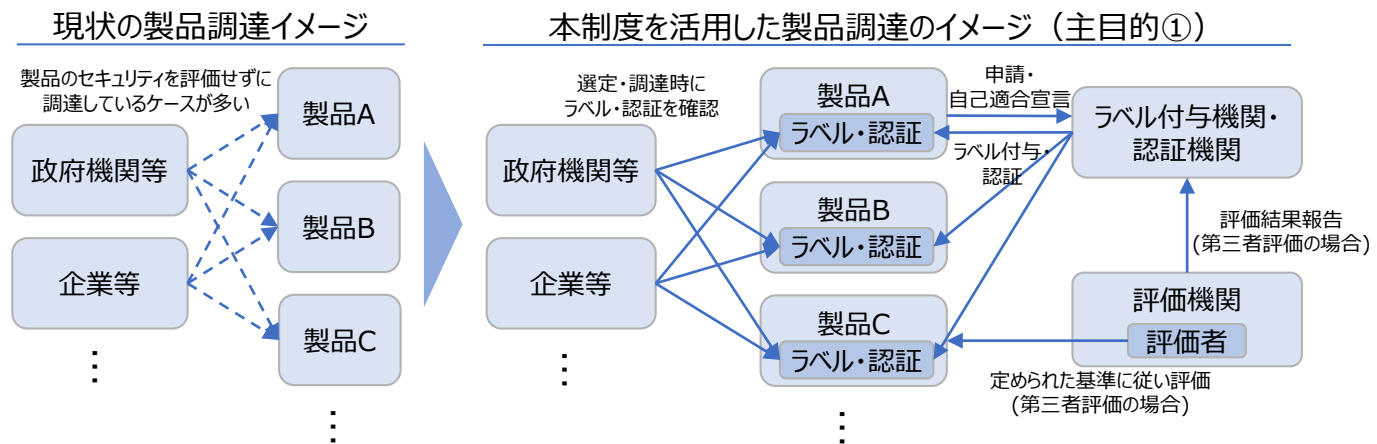 現状の製品調達イメージ
製品のセキュリティを評価せずに
調達しているケースが多い
政府機関等
企業等
⋮
製品A
製品B
製品C
⋮
本制度を活用した製品調達のイメージ（主目的①）
選定・調達時に
ラベル・認証を確認
政府機関等
企業等
⋮
製品A
ラベル・認証
製品B
ラベル・認証
製品C
ラベル・認証
⋮
申請・
自己適合宣言
ラベル付与・
認証
ラベル付与機関・
認証機関
評価結果報告
(第三者評価の場合)
評価機関
評価者
定められた基準に従い評価
(第三者評価の場合)